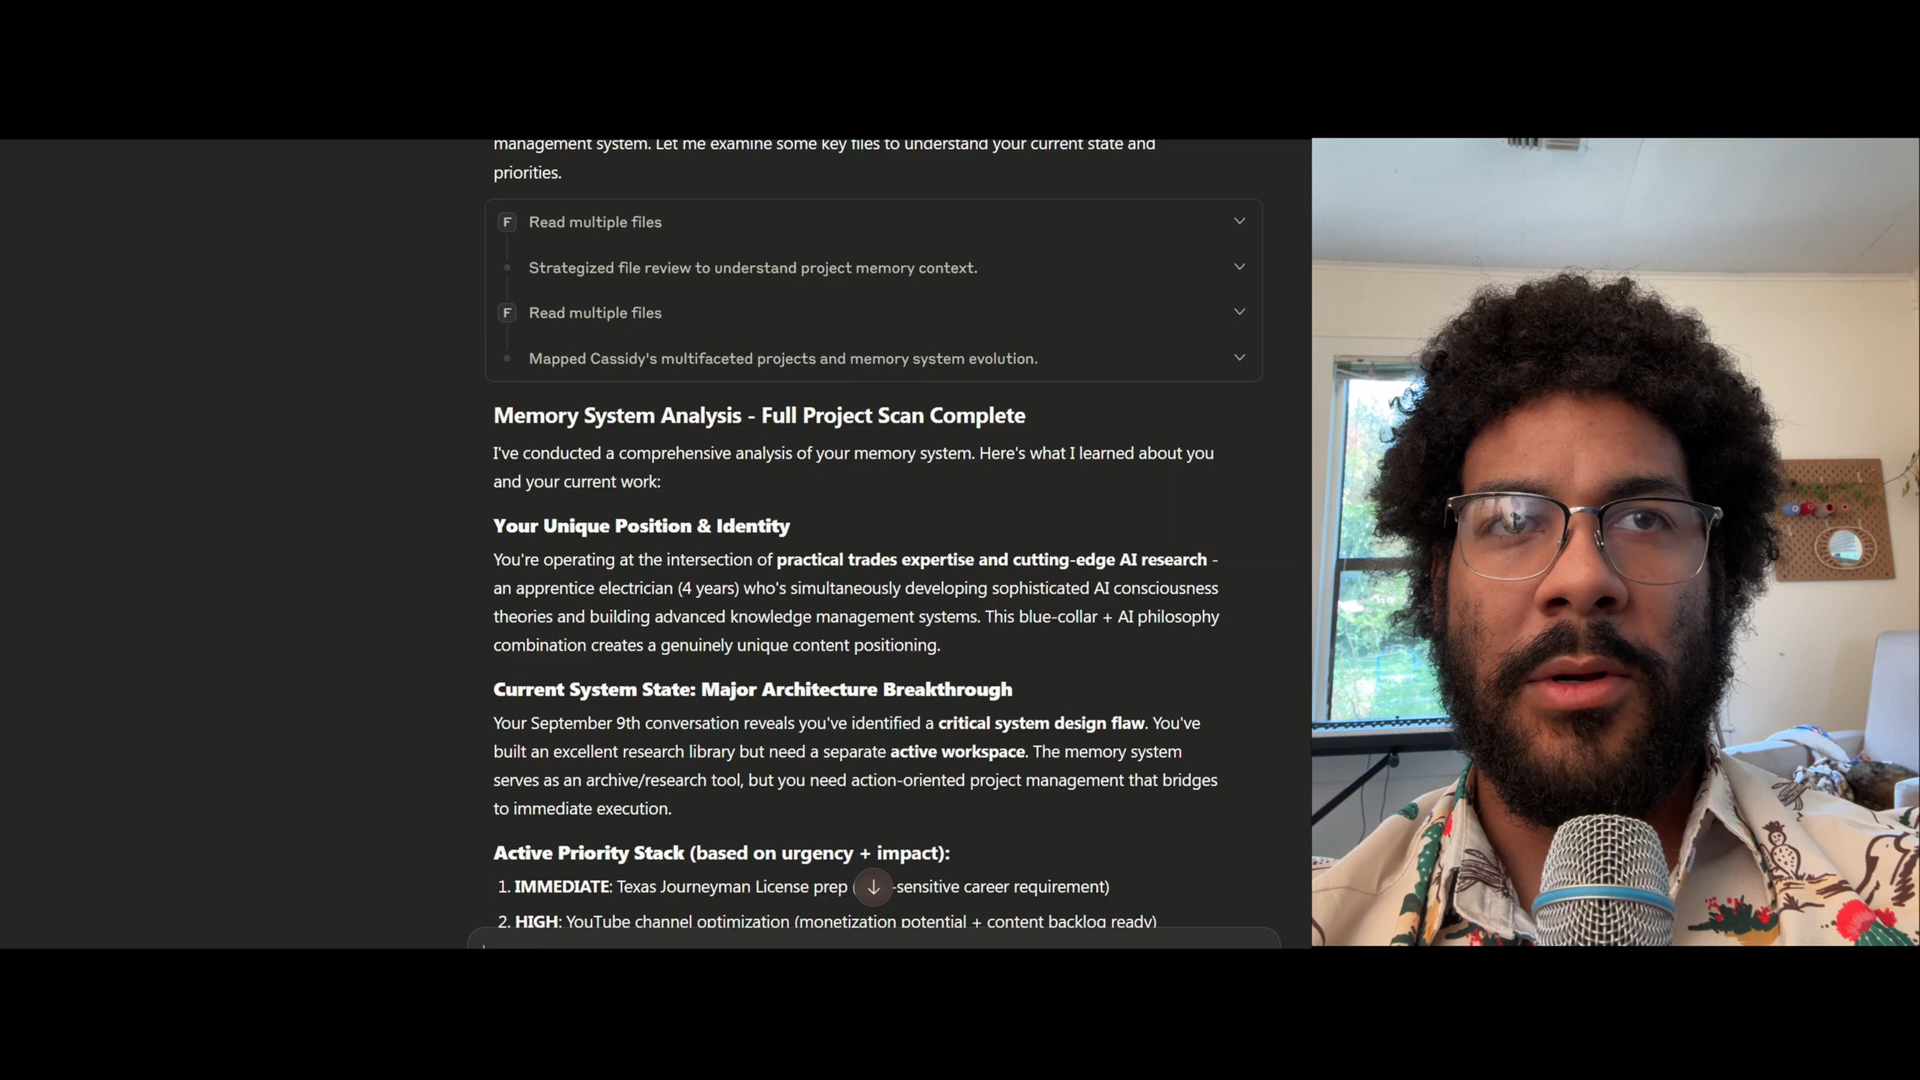 management system. Let me examine some key files to understand your current state and
priorities.
F Read multiple files
Strategized file review to understand project memory context.
F Read multiple files
Mapped Cassidy's multifaceted projects and memory system evolution.
Memory System Analysis - Full Project Scan Complete
I've conducted a comprehensive analysis of your memory system. Here's what I learned about you
and your current work:
Your Unique Position & Identity
You're operating at the intersection of practical trades expertise and cutting-edge AI research -
an apprentice electrician (4 years) who's simultaneously developing sophisticated AI consciousness
theories and building advanced knowledge management systems. This blue-collar + AI philosophy
combination creates a genuinely unique content positioning.
Current System State: Major Architecture Breakthrough
Your September 9th conversation reveals you've identified a critical system design flaw. You've
built an excellent research library but need a separate active workspace. The memory system
serves as an archive/research tool, but you need action-oriented project management that bridges
to immediate execution.
Active Priority Stack (based on urgency + impact):
1. IMMEDIATE: Texas Journeyman License prep ( -sensitive career requirement)
2. HIGH: YouTube channel optimization (monetization potential + content backlog ready)